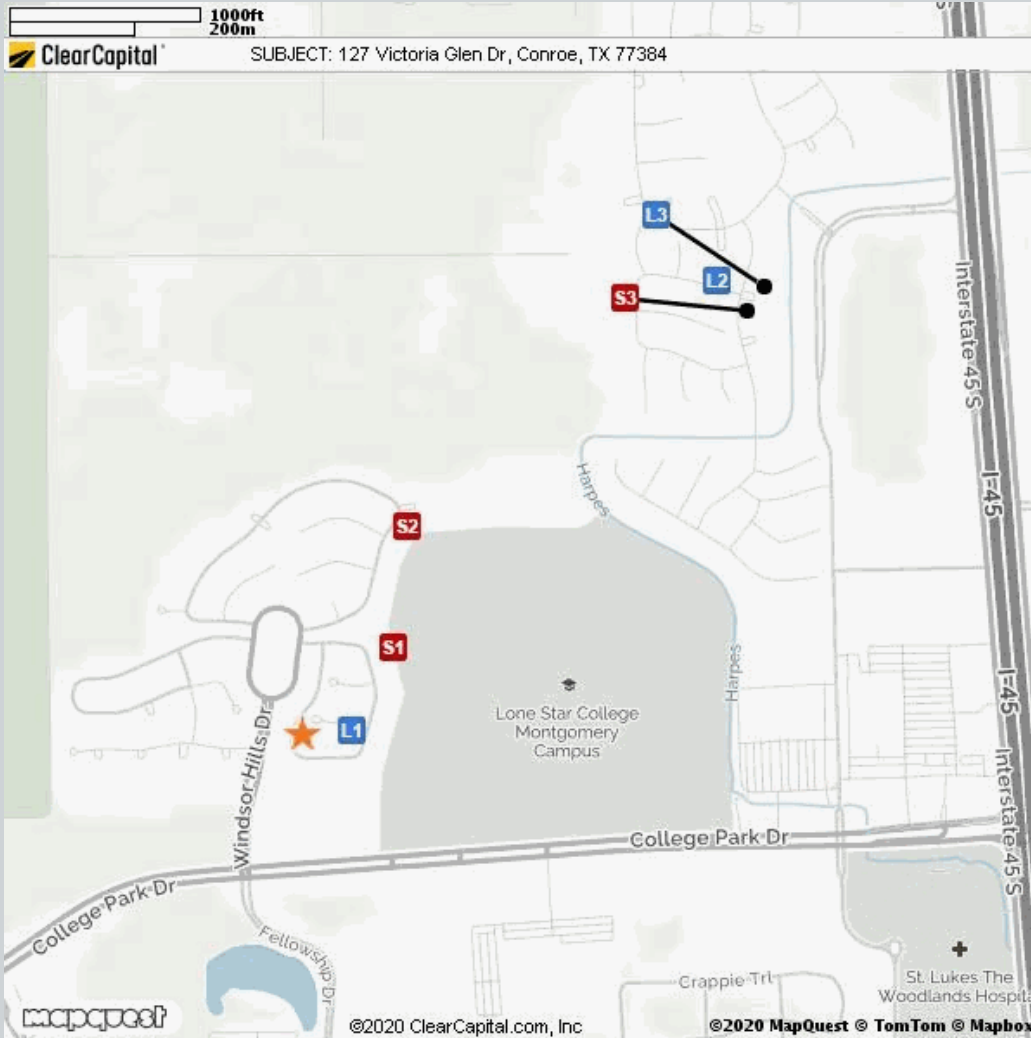 1000ft
200m
ClearCapital
SUBJECT: 127 Victoria Glen Dr, Conroe, TX 77384
L3
L2
S3
Interstate 45 S
I-45
Harpes
S2
S1
Harpes
I-45
Lone Star College
Montgomery
Campus
L1
Windsor Hills Dr
Interstate 45 S
College Park Dr
College Park Dr
Fellowship Dr
Crappie Trl
St. Lukes The
Woodlands Hospita
mapquest
©2020 ClearCapital.com, Inc
©2020 MapQuest © TomTom © Mapbox